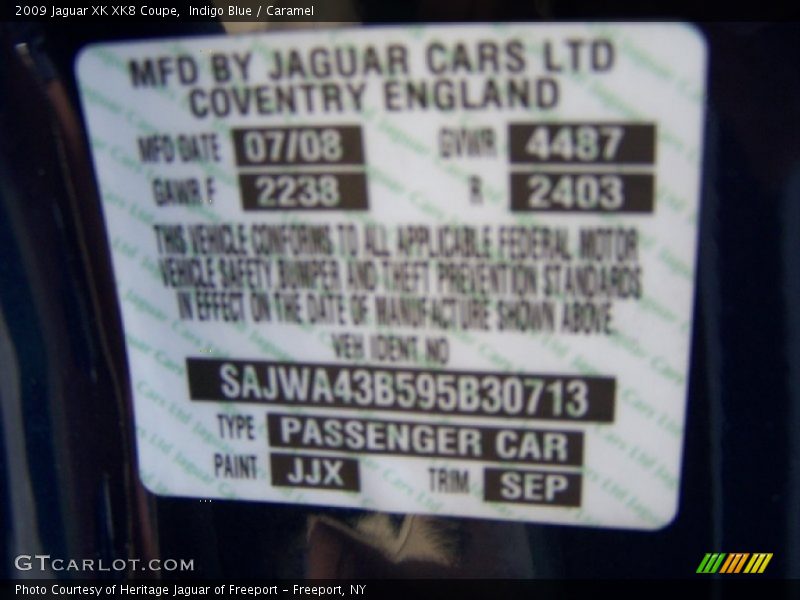 2009 Jaguar XK XK8 Coupe,  Indigo Blue / Caramel
MFD BY JAGUAR CARS LTD
COVENTRY ENGLAND
MFD DATE 07/08 GVWR 4487
GAWR F 2238 R 2403
THIS VEHICLE CONFORMS TO ALL APPLICABLE FEDERAL MOTOR
VEHICLE SAFETY BUMPER AND THEFT PREVENTION STANDARDS
IN EFFECT ON THE DATE OF MANUFACTURE SHOWN ABOVE
VEH IDENT NO
SAJWA43B595B30713
TYPE PASSENGER CAR
PAINT JJX TRIM SEP
GTCARLOT.COM
Photo Courtesy of Heritage Jaguar of Freeport - Freeport, NY